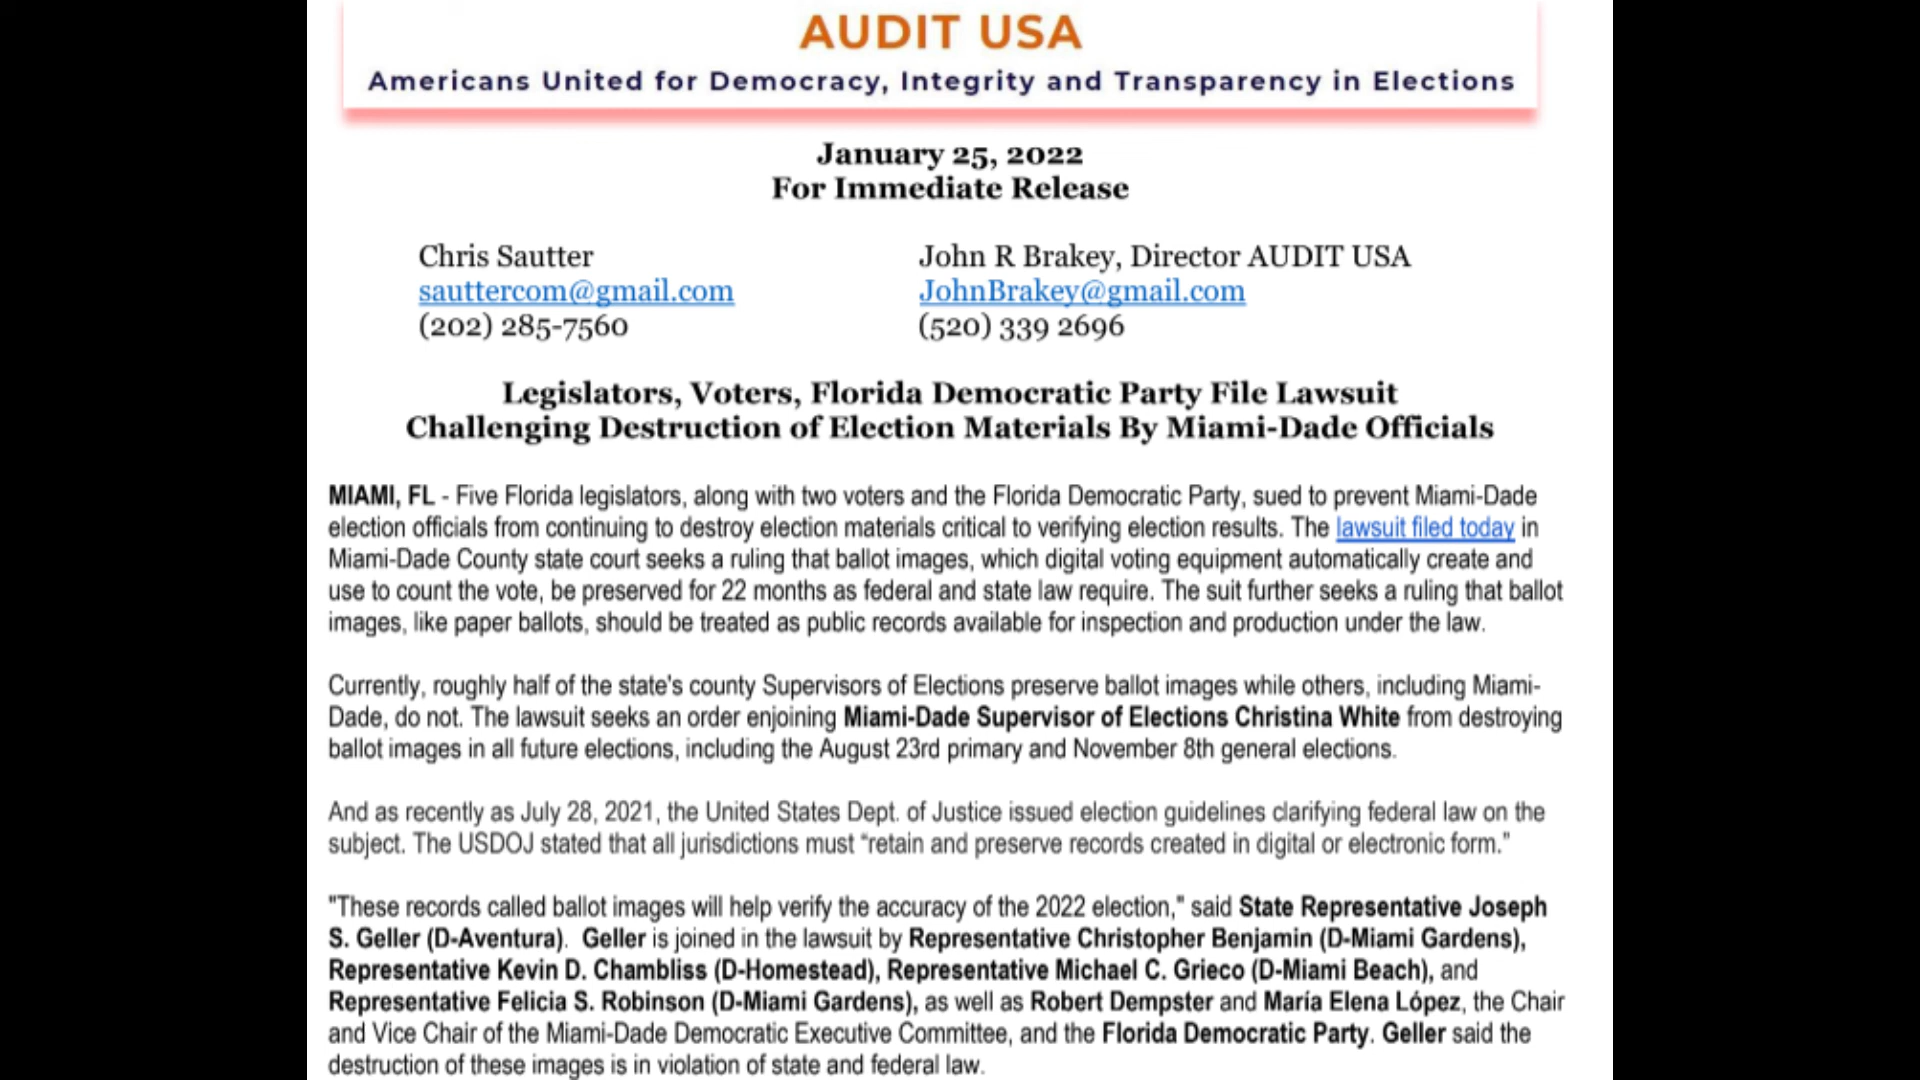 AUDIT USA
Americans United for Democracy, Integrity and Transparency in Elections
January 25, 2022
For Immediate Release
Chris Sautter
sauttercom@gmail.com
(202) 285-7560
John R Brakey, Director AUDIT USA
JohnBrakey@gmail.com
(520) 339 2696
Legislators, Voters, Florida Democratic Party File Lawsuit
Challenging Destruction of Election Materials By Miami-Dade Officials
MIAMI, FL - Five Florida legislators, along with two voters and the Florida Democratic Party, sued to prevent Miami-Dade
election officials from continuing to destroy election materials critical to verifying election results. The lawsuit filed today in
Miami-Dade County state court seeks a ruling that ballot images, which digital voting equipment automatically create and
use to count the vote, be preserved for 22 months as federal and state law require. The suit further seeks a ruling that ballot
images, like paper ballots, should be treated as public records available for inspection and production under the law.
Currently, roughly half of the state's county Supervisors of Elections preserve ballot images while others, including Miami-
Dade, do not. The lawsuit seeks an order enjoining Miami-Dade Supervisor of Elections Christina White from destroying
ballot images in all future elections, including the August 23rd primary and November 8th general elections.
And as recently as July 28, 2021, the United States Dept. of Justice issued election guidelines clarifying federal law on the
subject. The USDOJ stated that all jurisdictions must “retain and preserve records created in digital or electronic form.”
"These records called ballot images will help verify the accuracy of the 2022 election," said State Representative Joseph
S. Geller (D-Aventura). Geller is joined in the lawsuit by Representative Christopher Benjamin (D-Miami Gardens),
Representative Kevin D. Chambliss (D-Homestead), Representative Michael C. Grieco (D-Miami Beach), and
Representative Felicia S. Robinson (D-Miami Gardens), as well as Robert Dempster and María Elena López, the Chair
and Vice Chair of the Miami-Dade Democratic Executive Committee, and the Florida Democratic Party. Geller said the
destruction of these images is in violation of state and federal law.